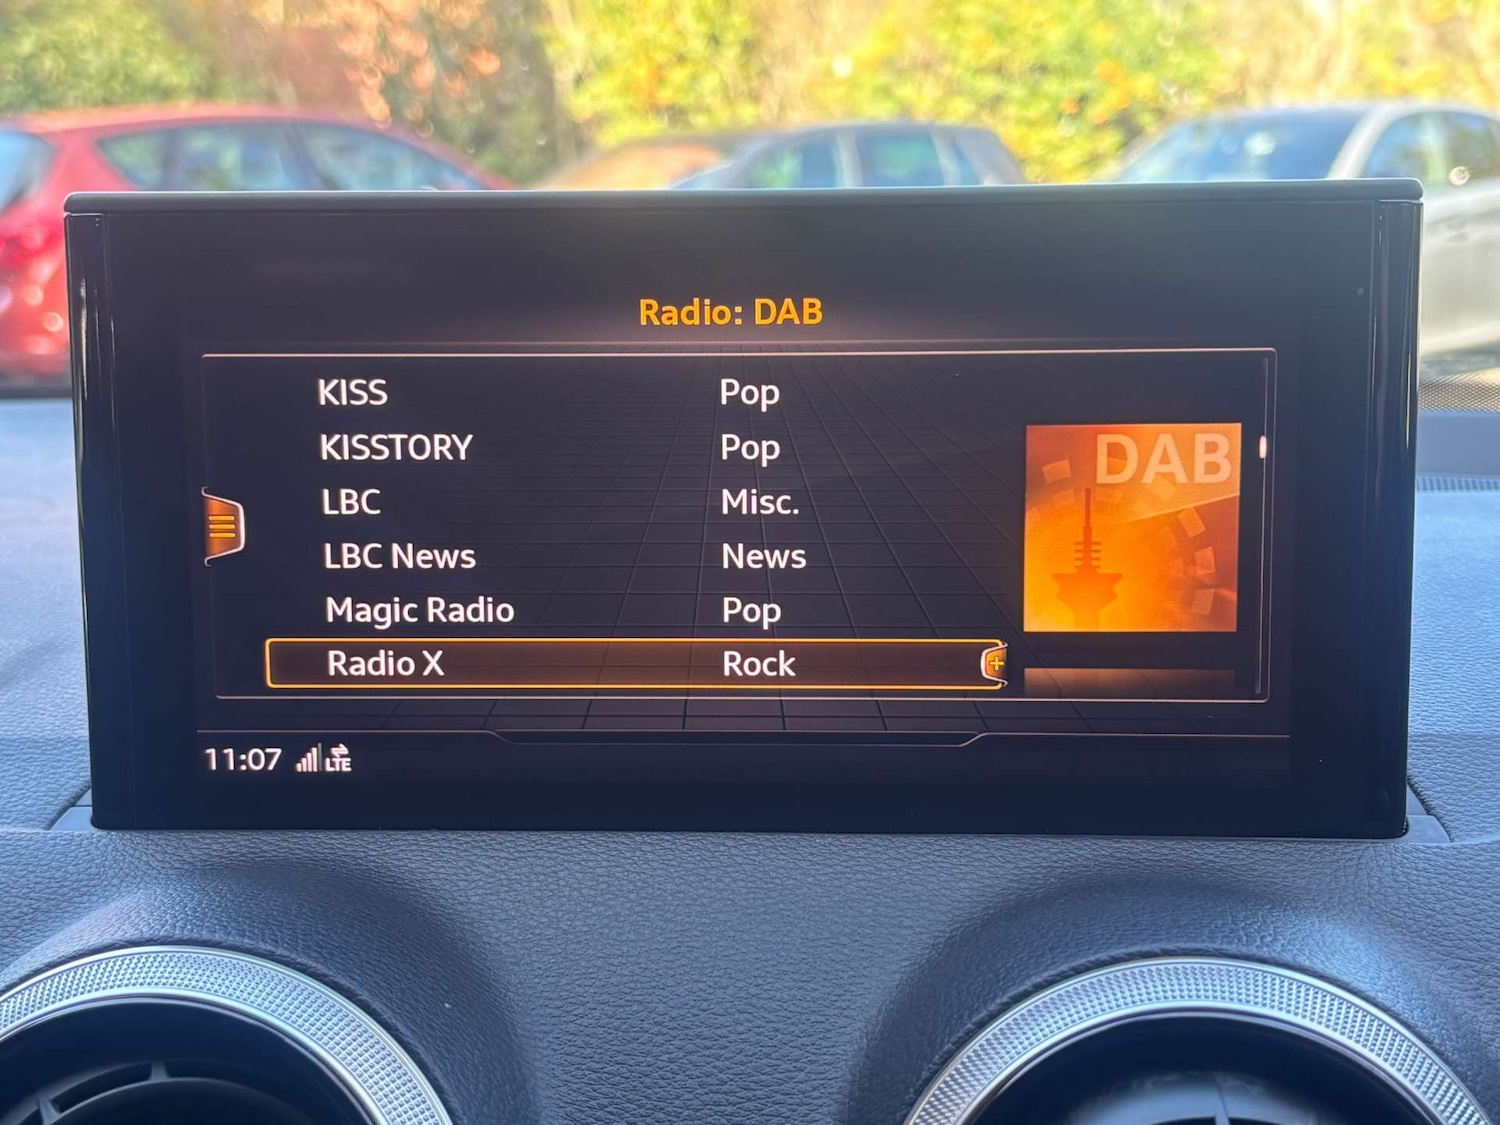 Radio: DAB
KISS Pop
KISSTORY Pop
LBC Misc.
LBC News News
Magic Radio Pop
Radio X Rock
DAB
11:07 LTE